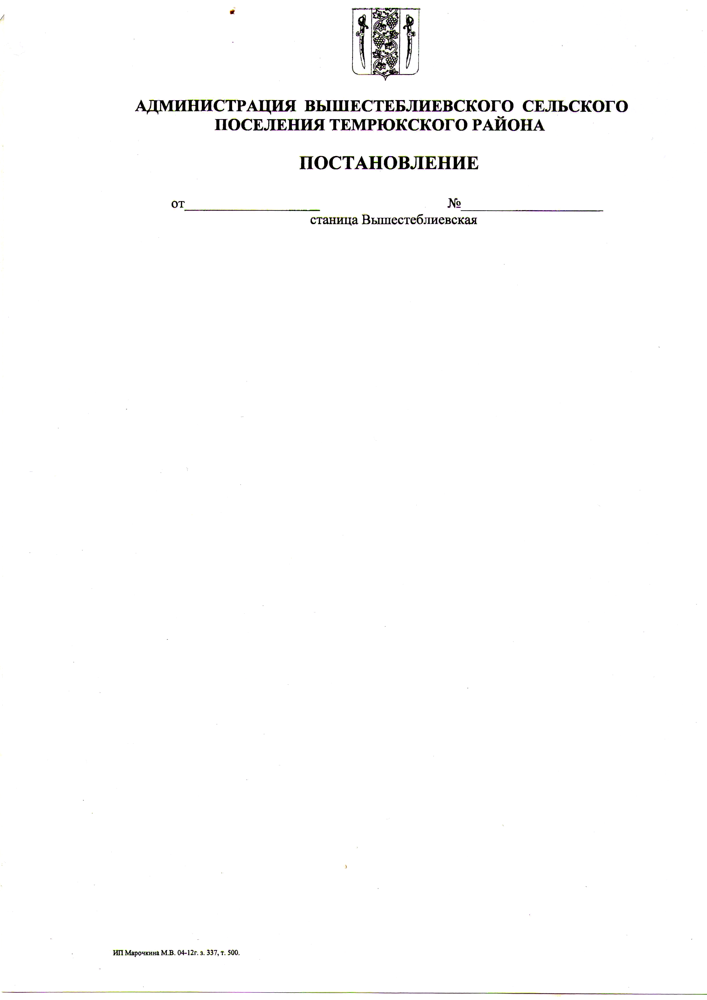 АДМИНИСТРАЦИЯ ВЫШЕСТЕБЛИЕВСКОГО СЕЛЬСКОГО
ПОСЕЛЕНИЯ ТЕМРЮКСКОГО РАЙОНА
ПОСТАНОВЛЕНИЕ
от____________________ №_____________________
станица Вышестеблиевская
ИП Марочкина М.В. 04-12г. з. 337, т. 500.